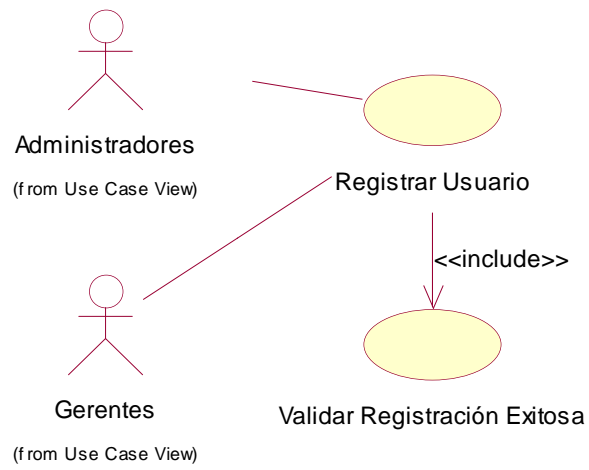 Administradores
(from Use Case View)
Registrar Usuario
<<include>>
Gerentes
(from Use Case View)
Validar Registración Exitosa